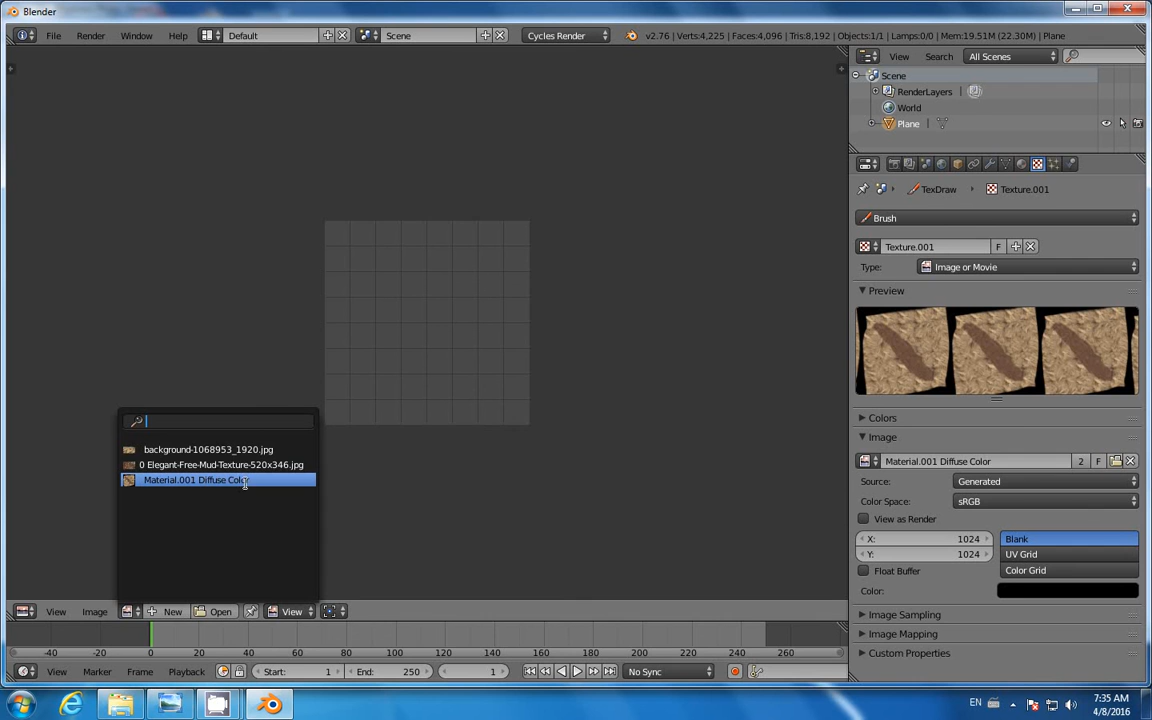 Blender
File Render Window Help Default Scene Cycles Render v2.76 | Verts:4,225 | Faces:4,096 | Tris:8,192 | Objects:1/1 | Lamps:0/0 | Mem:19.51M (22.30M) | Plane
View Search All Scenes
Scene
RenderLayers |
World
Plane |
TexDraw Texture.001
Brush
Texture.001 F
Type: Image or Movie
Preview
Colors
Image
Material.001 Diffuse Color 2 F
Source: Generated
Color Space: sRGB
View as Render
X: 1024 Blank
Y: 1024 UV Grid
Float Buffer Color Grid
Color:
Image Sampling
Image Mapping
Custom Properties
background-1068953_1920.jpg
0 Elegant-Free-Mud-Texture-520x346.jpg
Material.001 Diffuse Color
View Image New Open View
-40 -20 0 20 40 60 80 100 120 140 160 180 200 220 240 260
View Marker Frame Playback Start: 1 End: 250 1 No Sync
EN 7:35 AM
4/8/2016